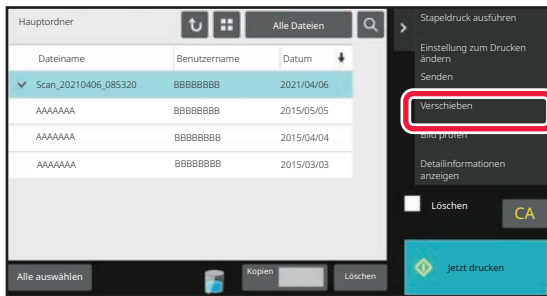 Hauptordner
Alle Dateien
Dateiname Benutzername Datum
Scan_20210406_085320 BBBBBBBB 2021/04/06
AAAAAAA BBBBBBBB 2015/05/05
AAAAAAA BBBBBBBB 2015/04/04
AAAAAAA BBBBBBBB 2015/03/03
Alle auswählen
Kopien
Löschen
Stapeldruck ausführen
Einstellung zum Drucken
ändern
Senden
Verschieben
Bild prüfen
Detailinformationen
anzeigen
Löschen
CA
Jetzt drucken